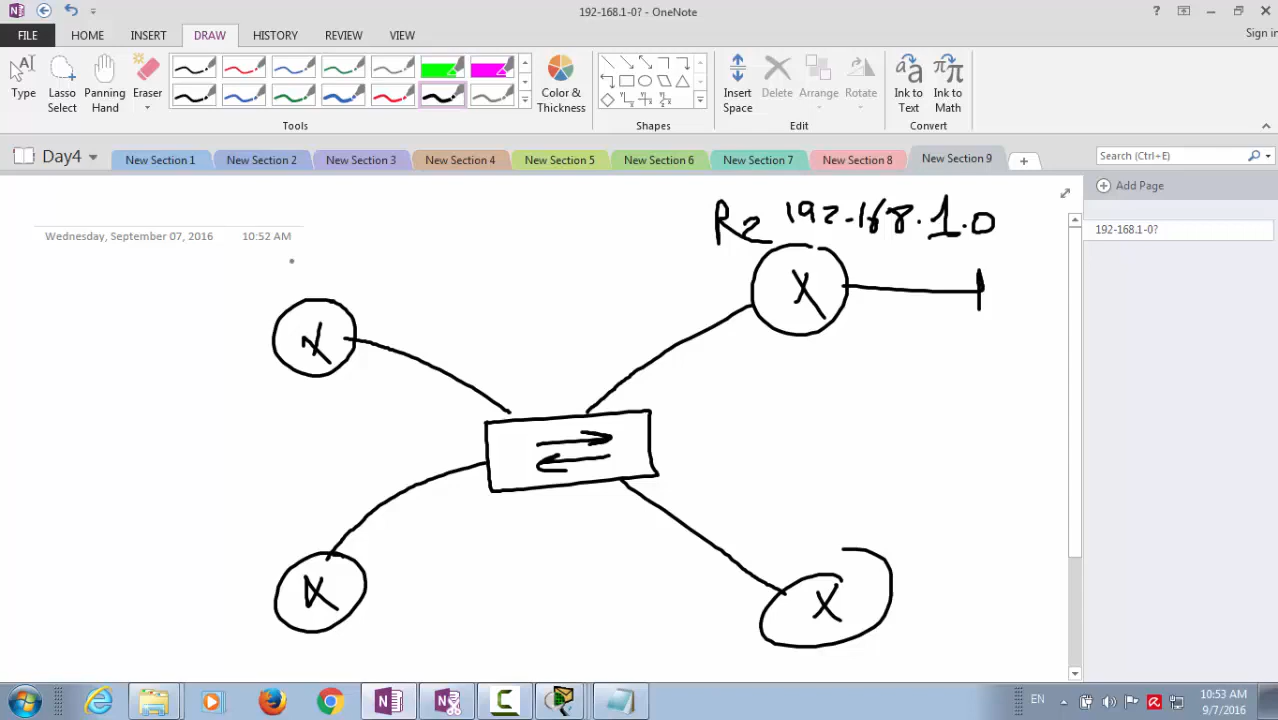 192-168.1-0? - OneNote
Sign in
FILE HOME INSERT DRAW HISTORY REVIEW VIEW
Type
Lasso Select
Panning Hand
Eraser
Color & Thickness
Insert Space
Delete
Arrange
Rotate
Ink to Text
Ink to Math
Tools
Shapes
Edit
Convert
Day4
New Section 1
New Section 2
New Section 3
New Section 4
New Section 5
New Section 6
New Section 7
New Section 8
New Section 9
Search (Ctrl+E)
Add Page
192-168.1-0?
Wednesday, September 07, 2016 10:52 AM
R2 192.168.1.0
X
X
X
X
EN
10:53 AM
9/7/2016